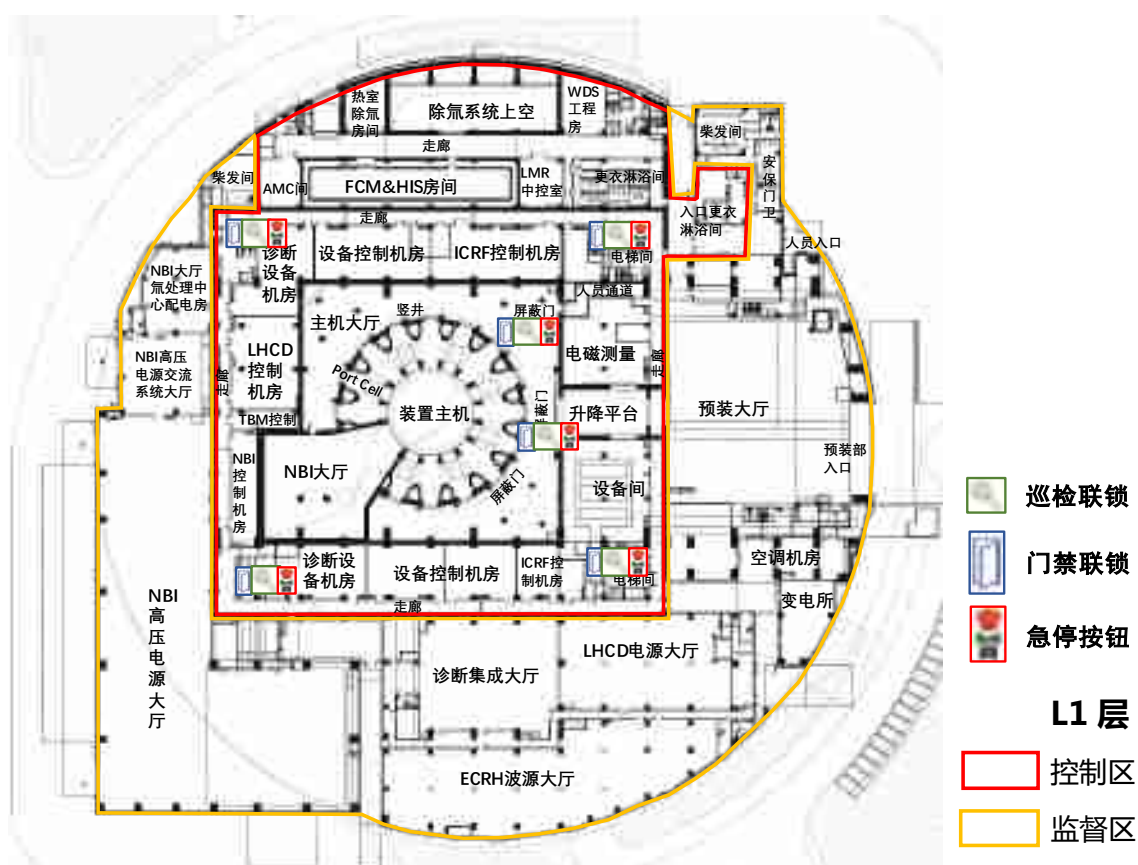 热室
除氚
房间
除氚系统上空
WDS
工程
房
走廊
柴发间
安
保
门
卫
柴发间
AMC间
FCM&HIS房间
LMR
中控室
更衣淋浴间
走廊
入口更衣
淋浴间
人员入口
诊断
设备
机房
设备控制机房
ICRF控制机房
电梯间
NBI大厅
氚处理中
心配电房
人员通道
主机大厅
竖井
屏蔽门
NBI高压
电源交流
系统大厅
走廊
LHCD
控制
机房
Port Cell
装置主机
屏蔽门
电磁测量
走廊
升降平台
预装大厅
TBM控制
NBI
控
制
机
房
NBI大厅
屏蔽门
设备间
预装部
入口
巡检联锁
诊断设
备机房
设备控制机房
ICRF控
制机房
电梯间
空调机房
门禁联锁
变电所
走廊
NBI
高
压
电
源
大
厅
急停按钮
LHCD电源大厅
诊断集成大厅
L1 层
ECRH波源大厅
控制区
监督区